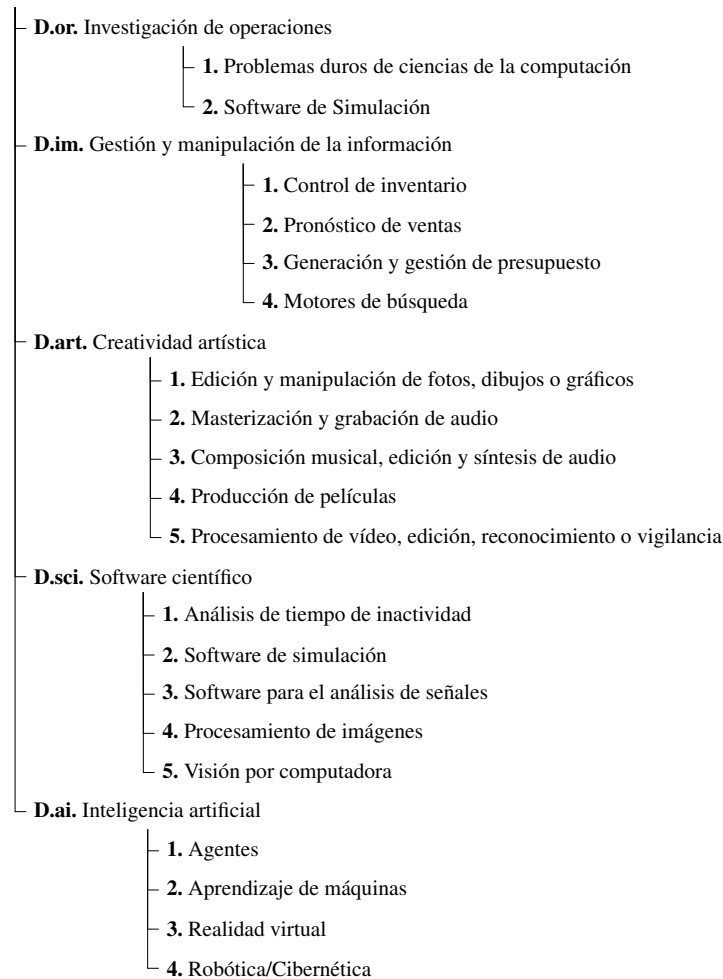 D.or. Investigación de operaciones
1. Problemas duros de ciencias de la computación
2. Software de Simulación
D.im. Gestión y manipulación de la información
1. Control de inventario
2. Pronóstico de ventas
3. Generación y gestión de presupuesto
4. Motores de búsqueda
D.art. Creatividad artística
1. Edición y manipulación de fotos, dibujos o gráficos
2. Masterización y grabación de audio
3. Composición musical, edición y síntesis de audio
4. Producción de películas
5. Procesamiento de vídeo, edición, reconocimiento o vigilancia
D.sci. Software científico
1. Análisis de tiempo de inactividad
2. Software de simulación
3. Software para el análisis de señales
4. Procesamiento de imágenes
5. Visión por computadora
D.ai. Inteligencia artificial
1. Agentes
2. Aprendizaje de máquinas
3. Realidad virtual
4. Robótica/Cibernética